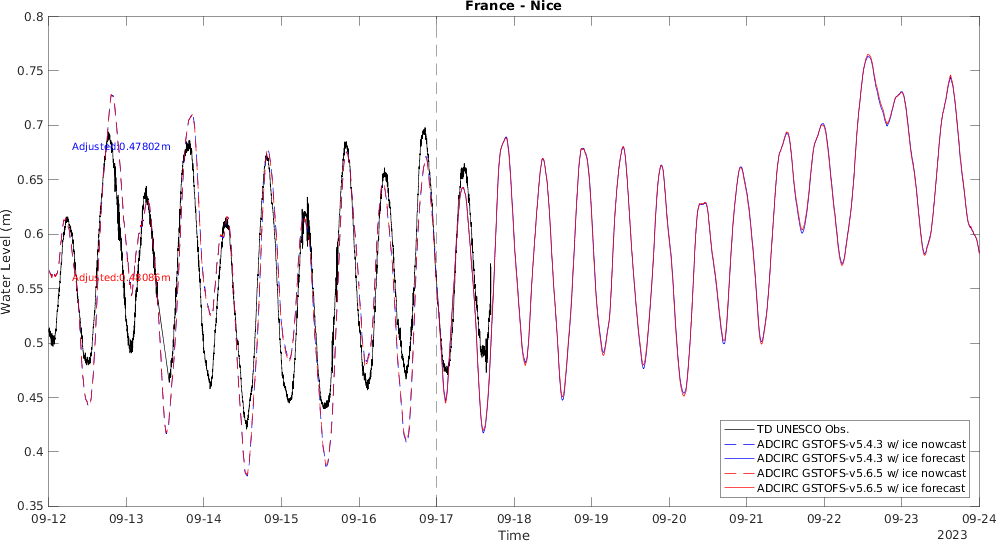 France - Nice
0.8
0.75
0.7
0.65
0.6
0.55
0.5
0.45
0.4
0.35
Water Level (m)
Adjusted:0.47802m
Adjusted:0.48086m
TD UNESCO Obs.
ADCIRC GSTOFS-v5.4.3 w/ ice nowcast
ADCIRC GSTOFS-v5.4.3 w/ ice forecast
ADCIRC GSTOFS-v5.6.5 w/ ice nowcast
ADCIRC GSTOFS-v5.6.5 w/ ice forecast
09-12 09-13 09-14 09-15 09-16 09-17 09-18 09-19 09-20 09-21 09-22 09-23 09-24
Time
2023